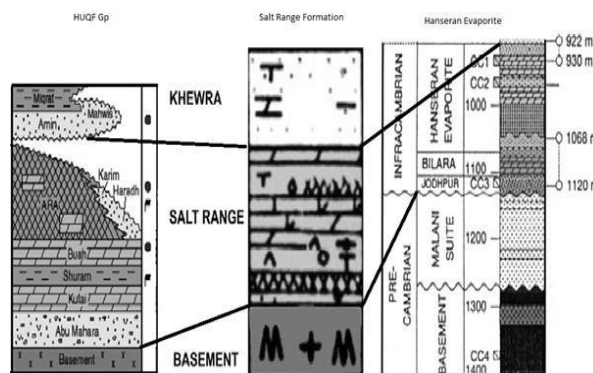 HUQF Gp
Salt Range Formation
Hanseran Evaporite
Miqrat
Mahwis
Amin
Karim
Haradh
ARA
Buah
Shuram
Kufai
Abu Mahara
Basement
KHEWRA
SALT RANGE
BASEMENT
INFRACAMBRIAN
HANSERAN
EVAPORITE
BILARA
JODHPUR
PRE-
CAMBRIAN
MALANI
SUITE
BASEMENT
1000
1100
1200
1300
1400
CC1
CC2
CC3
CC4
922 m
930 m
1068 m
1120 m